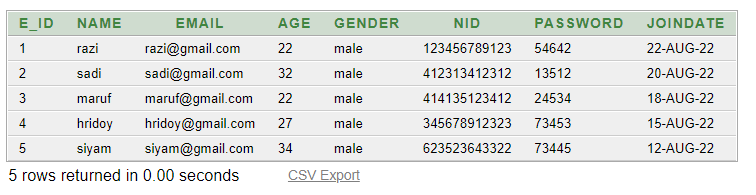 E_ID NAME EMAIL AGE GENDER NID PASSWORD JOINDATE
1 razi razi@gmail.com 22 male 123456789123 54642 22-AUG-22
2 sadi sadi@gmail.com 32 male 412313412312 13512 20-AUG-22
3 maruf maruf@gmail.com 22 male 414135123412 24534 18-AUG-22
4 hridoy hridoy@gmail.com 27 male 345678912323 73453 15-AUG-22
5 siyam siyam@gmail.com 34 male 623523643322 73445 12-AUG-22
5 rows returned in 0.00 seconds CSV Export